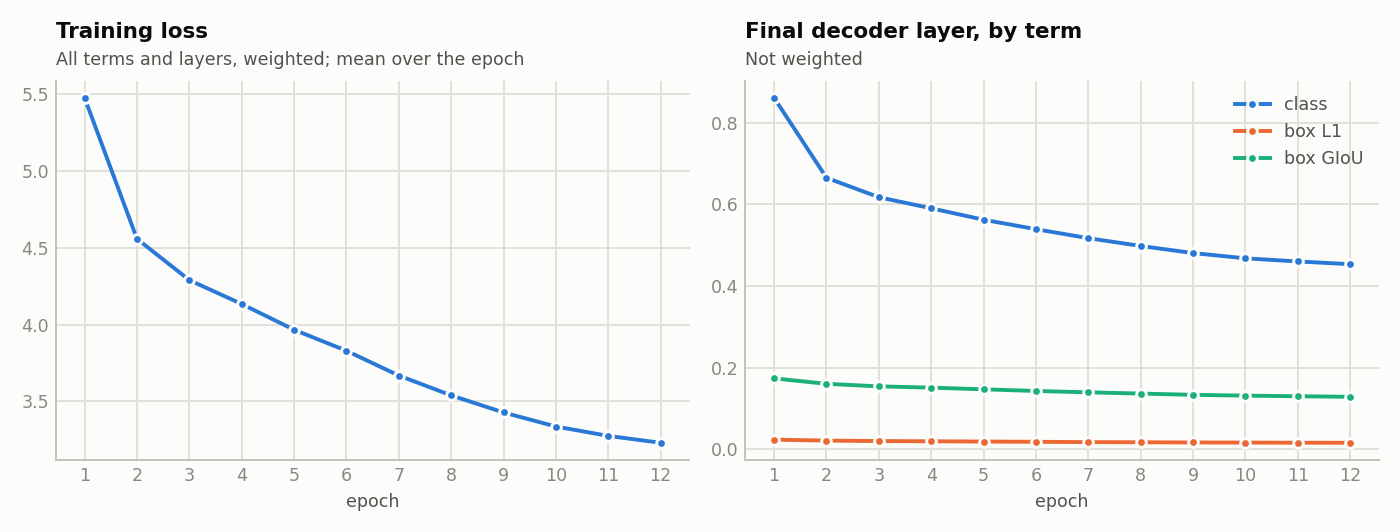 Training loss
All terms and layers, weighted; mean over the epoch
5.5
5.0
4.5
4.0
3.5
1 2 3 4 5 6 7 8 9 10 11 12
epoch
Final decoder layer, by term
Not weighted
class
box L1
box GIoU
0.8
0.6
0.4
0.2
0.0
1 2 3 4 5 6 7 8 9 10 11 12
epoch